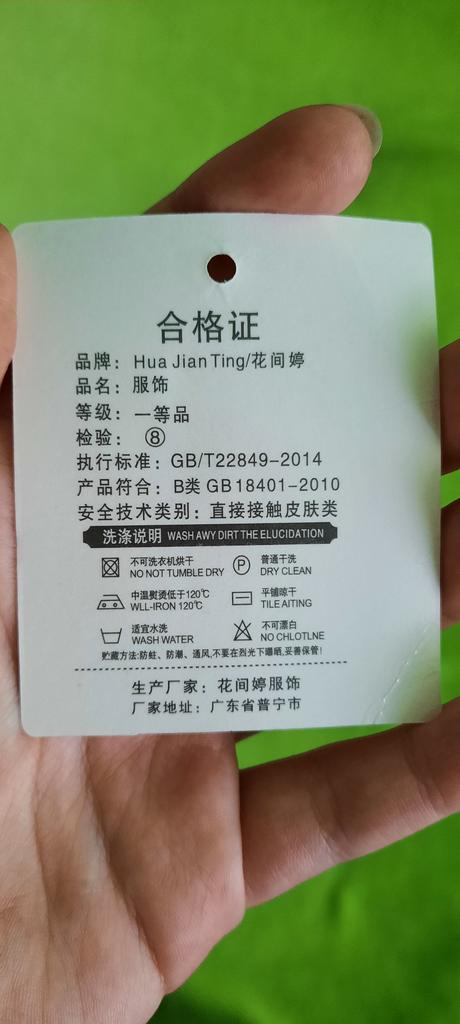 合格证
品牌：Hua Jian Ting/花间婷
品名：服饰
等级：一等品
检验：⑧
执行标准：GB/T22849-2014
产品符合：B类 GB 18401-2010
安全技术类别：直接接触皮肤类
洗涤说明 WASH AWY DIRT THE ELUCIDATION
不可洗衣机烘干
NO NOT TUMBLE DRY
P
普通干洗
DRY CLEAN
中温熨烫低于120℃
WLL-IRON 120℃
平铺晾干
TILE AITING
适宜水洗
WASH WATER
不可漂白
NO CHLOTLNE
贮藏方法:防蛀、防潮、通风,不要在烈光下曝晒,妥善保管!
生产厂家：花间婷服饰
厂家地址：广东省普宁市